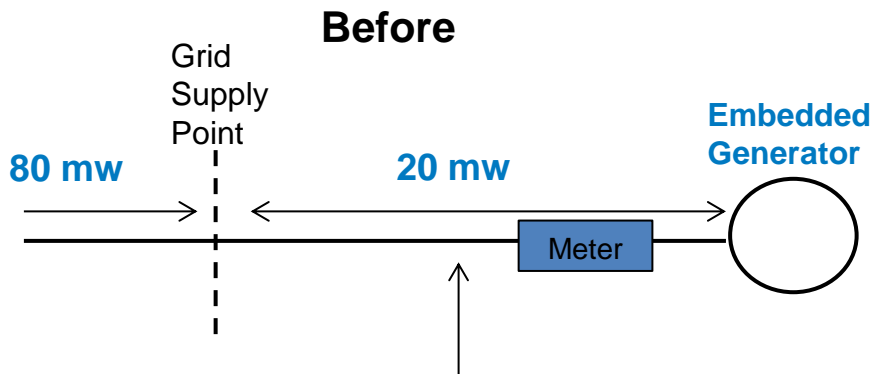 Before
Grid
Supply
Point
Embedded
Generator
80 mw
20 mw
Meter